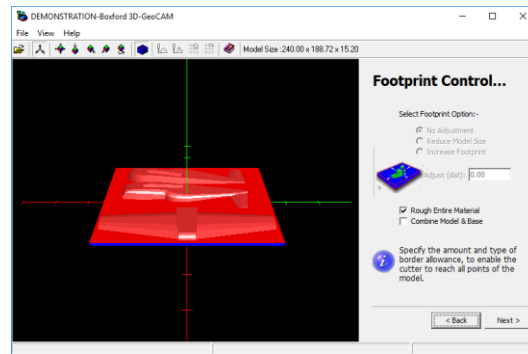 DEMONSTRATION-Boxford 3D-GeoCAM
File View Help
Model Size :240.00 x 188.72 x 15.20
Footprint Control...
Select Footprint Option:-
No Adjustment
Reduce Model Size
Increase Footprint
Adjust (dist): 0.00
Rough Entire Material
Combine Model & Base
Specify the amount and type of
border allowance, to enable the
cutter to reach all points of the
model.
< Back Next >